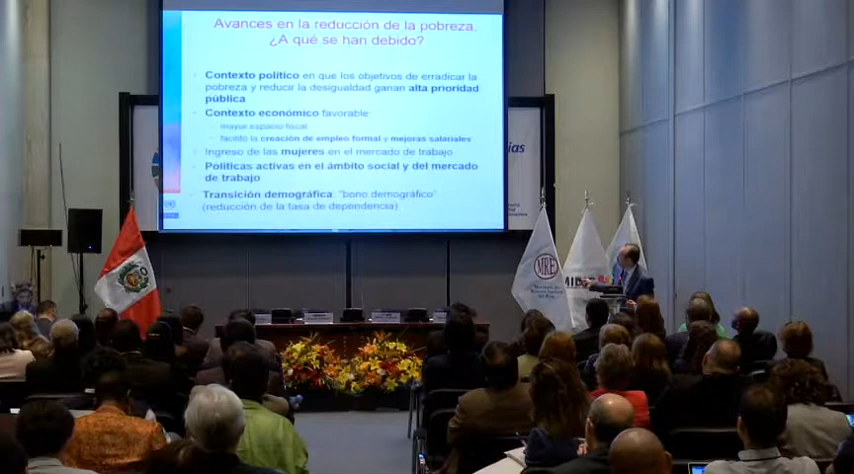 Avances en la reducción de la pobreza.
¿A qué se han debido?
Contexto político en que los objetivos de erradicar la
pobreza y reducir la desigualdad ganan alta prioridad
pública
Contexto económico favorable:
mayor espacio fiscal
facilitó la creación de empleo formal y mejoras salariales
Ingreso de las mujeres en el mercado de trabajo.
Políticas activas en el ámbito social y del mercado
de trabajo
Transición demográfica: "bono demográfico"
(reducción de la tasa de dependencia)
ias
MRE
MIDIS